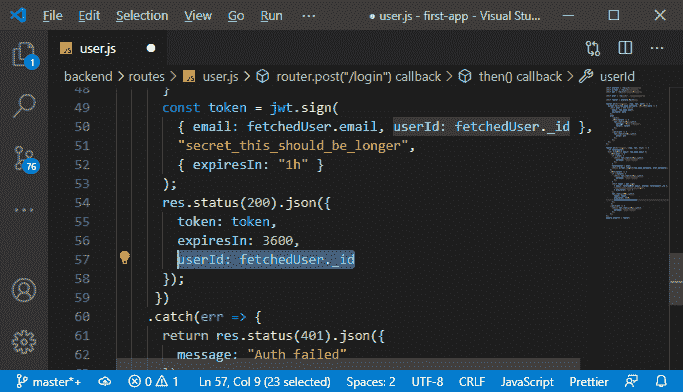 File Edit Selection View Go Run ··· ● user.js - first-app - Visual Stu...
JS user.js ●
1
backend > routes > JS user.js > router.post("/login") callback > then() callback > userId
48 }
49 const token = jwt.sign(
50 { email: fetchedUser.email, userId: fetchedUser._id },
51 "secret_this_should_be_longer",
52 { expiresIn: "1h" }
53 );
54 res.status(200).json({
55 token: token,
56 expiresIn: 3600,
57 userId: fetchedUser._id
58 });
59 })
60 .catch(err => {
61 return res.status(401).json({
62 message: "Auth failed"
76
master*+ 0 1 Ln 57, Col 9 (23 selected) Spaces: 2 UTF-8 CRLF JavaScript Prettier